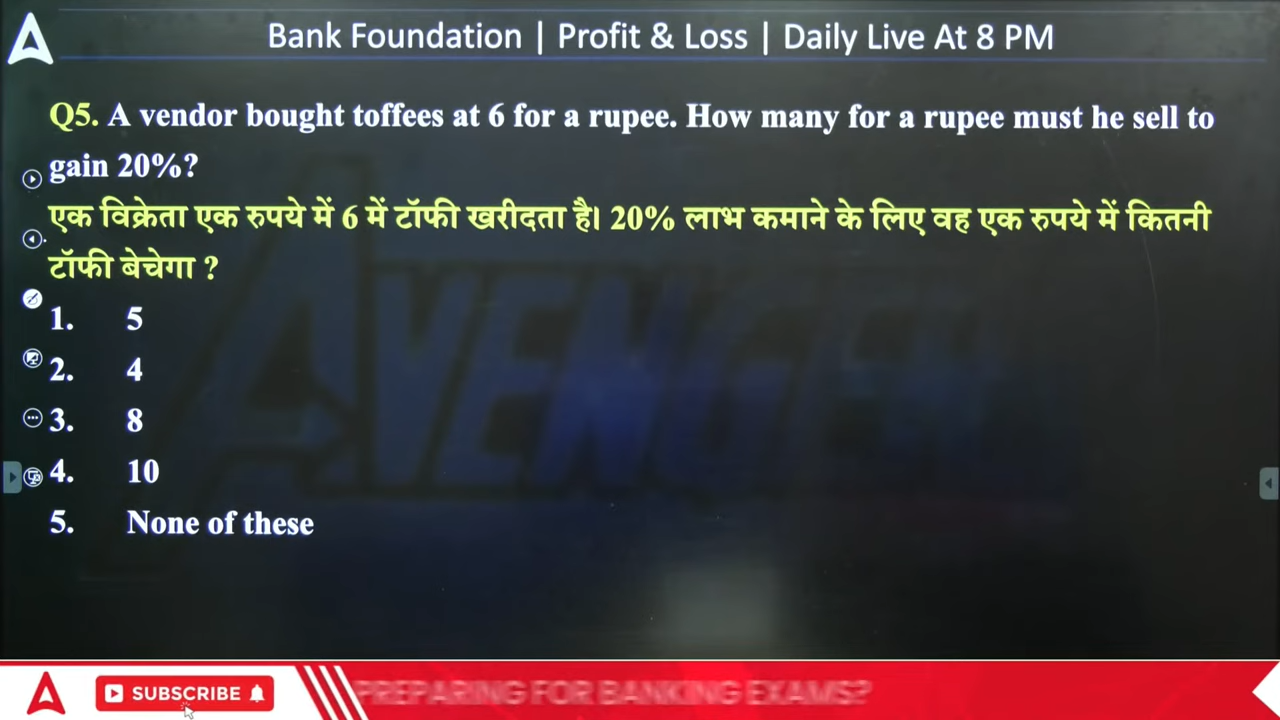 Bank Foundation | Profit & Loss | Daily Live At 8 PM
Q5. A vendor bought toffees at 6 for a rupee. How many for a rupee must he sell to
gain 20%?
एक विक्रेता एक रुपये में 6 में टॉफी खरीदता है। 20% लाभ कमाने के लिए वह एक रुपये में कितनी
टॉफी बेचेगा ?
1. 5
2. 4
3. 8
4. 10
5. None of these
AVENGER
SUBSCRIBE
PREPARING FOR BANKING EXAMS?